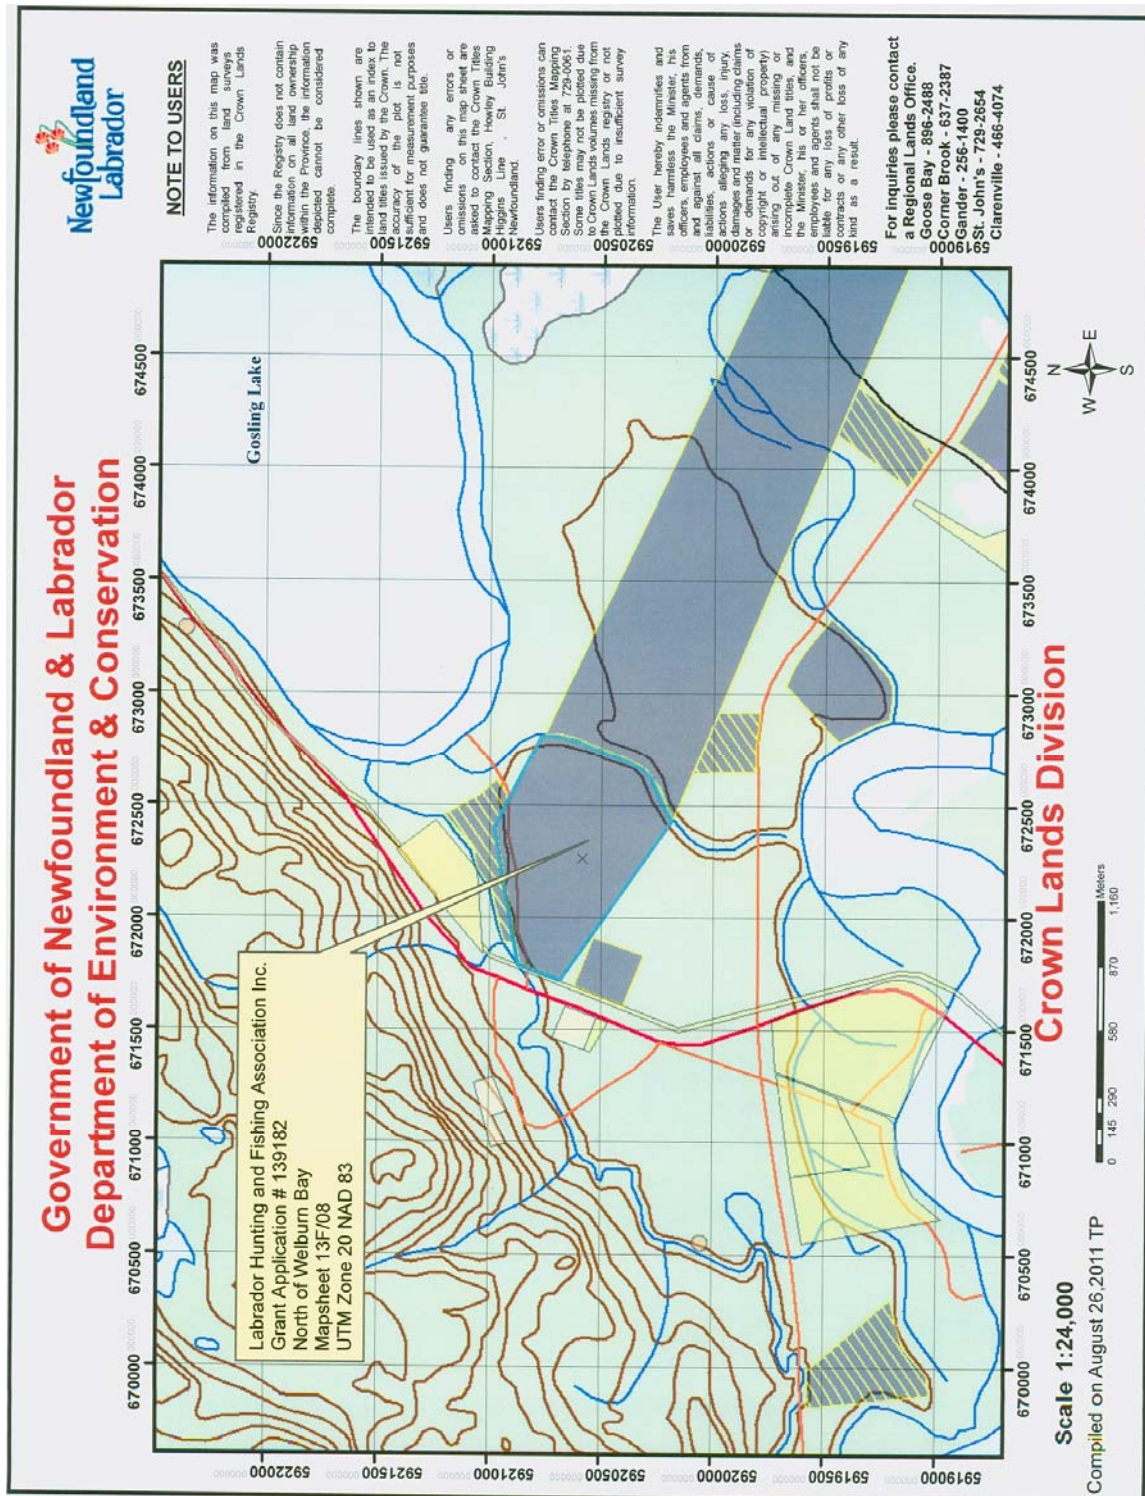 Government of Newfoundland & Labrador
Department of Environment & Conservation
Newfoundland
Labrador
NOTE TO USERS
The information on this map was
compiled from land surveys
registered in the Crown Lands
Registry.
Since the Registry does not contain
information on all land ownership
within the Province, the information
depicted cannot be considered
complete.
The boundary lines shown are
intended to be used as an index to
land titles issued by the Crown. The
accuracy of the plot is not
sufficient for measurement purposes
and does not guarantee title.
Users finding any errors or
omissions on this map sheet are
asked to contact the Crown Titles
Mapping Section, Howley Building
Higgins Line , St. John's
Newfoundland.
Users finding error or omissions can
contact the Crown Titles Mapping
Section by telephone at 729-0061.
Some titles may not be plotted due
to Crown Lands volumes missing from
the Crown Lands registry or not
plotted due to insufficient survey
information.
The User hereby indemnifies and
saves harmless the Minister, his
officers, employees and agents from
and against all claims, demands,
liabilities, actions or cause of
actions alleging any loss, injury,
damages and matter (including claims
or demands for any violation of
copyright or intellectual property)
arising out of any missing or
incomplete Crown Land titles, and
the Minister, his or her officers,
employees and agents shall not be
liable for any loss of profits or
contracts or any other loss of any
kind as a result.
For inquiries please contact
a Regional Lands Office.
Goose Bay - 896-2488
Corner Brook - 637-2387
Gander - 256-1400
St. John's - 729-2654
Clarenville - 466-4074
670000 670500 671000 671500 672000 672500 673000 673500 674000 674500
5922000
5921500
5921000
5920500
5920000
5919500
5919000
Gosling Lake
Labrador Hunting and Fishing Association Inc.
Grant Application # 139182
North of Welburn Bay
Mapsheet 13F/08
UTM Zone 20 NAD 83
5922000
5921500
5921000
5920500
5920000
5919500
5919000
670000 670500 671000 671500 672000 672500 673000 673500 674000 674500
Crown Lands Division
Scale 1:24,000
Compiled on August 26,2011 TP
0 145 290 580 870 1,160
Meters
N
W E
S